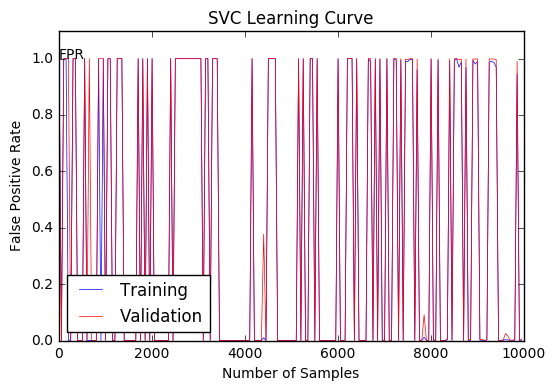 SVC Learning Curve
FPR
1.0
0.8
0.6
0.4
0.2
0.0
False Positive Rate
Training
Validation
0 2000 4000 6000 8000 10000
Number of Samples